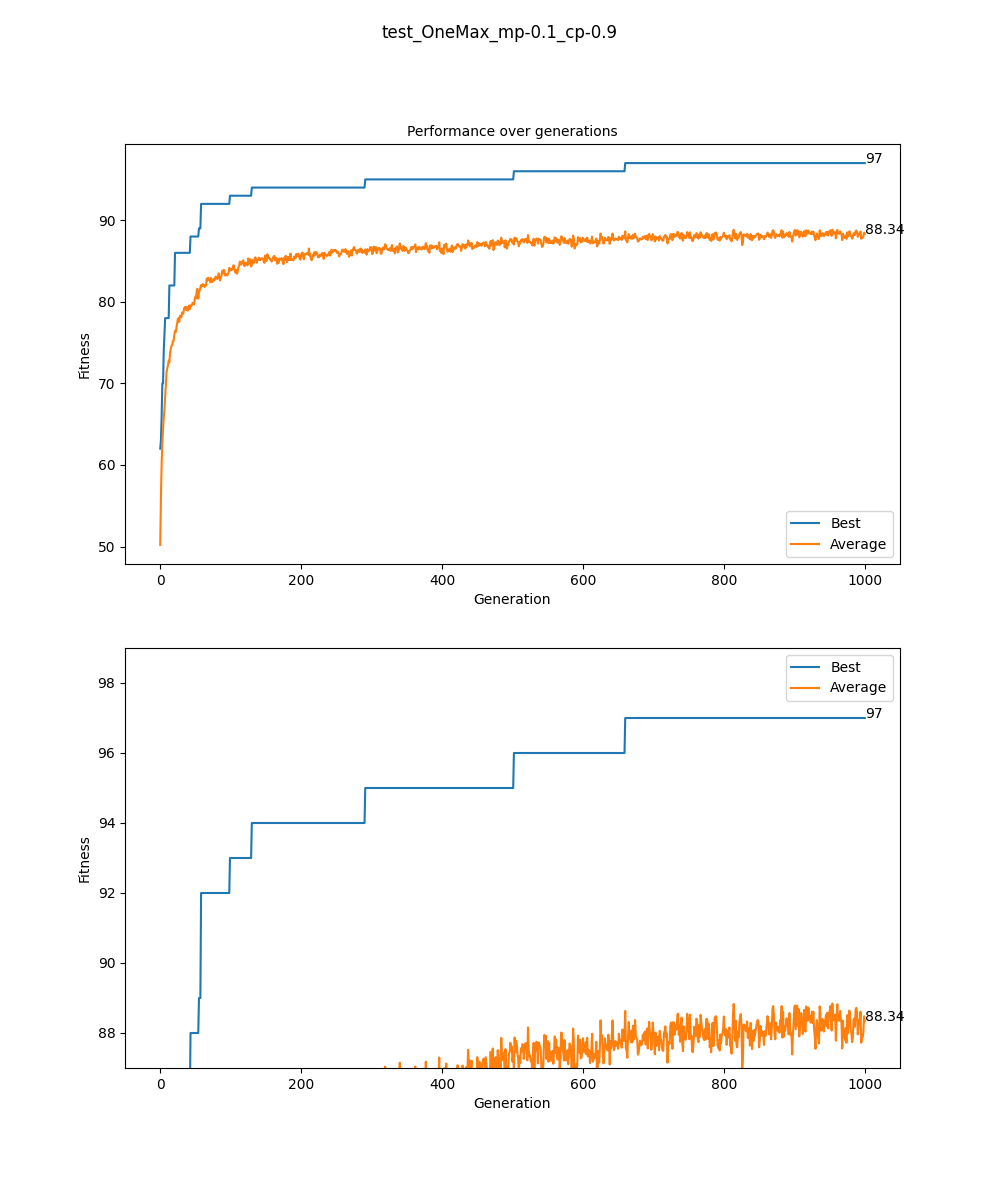 test_OneMax_mp-0.1_cp-0.9
Performance over generations
97
90
88.34
80
Fitness
70
60
Best
50
Average
0 200 400 600 800 1000
Generation
Best
98
Average
97
96
94
Fitness
92
90
88
88.34
0 200 400 600 800 1000
Generation